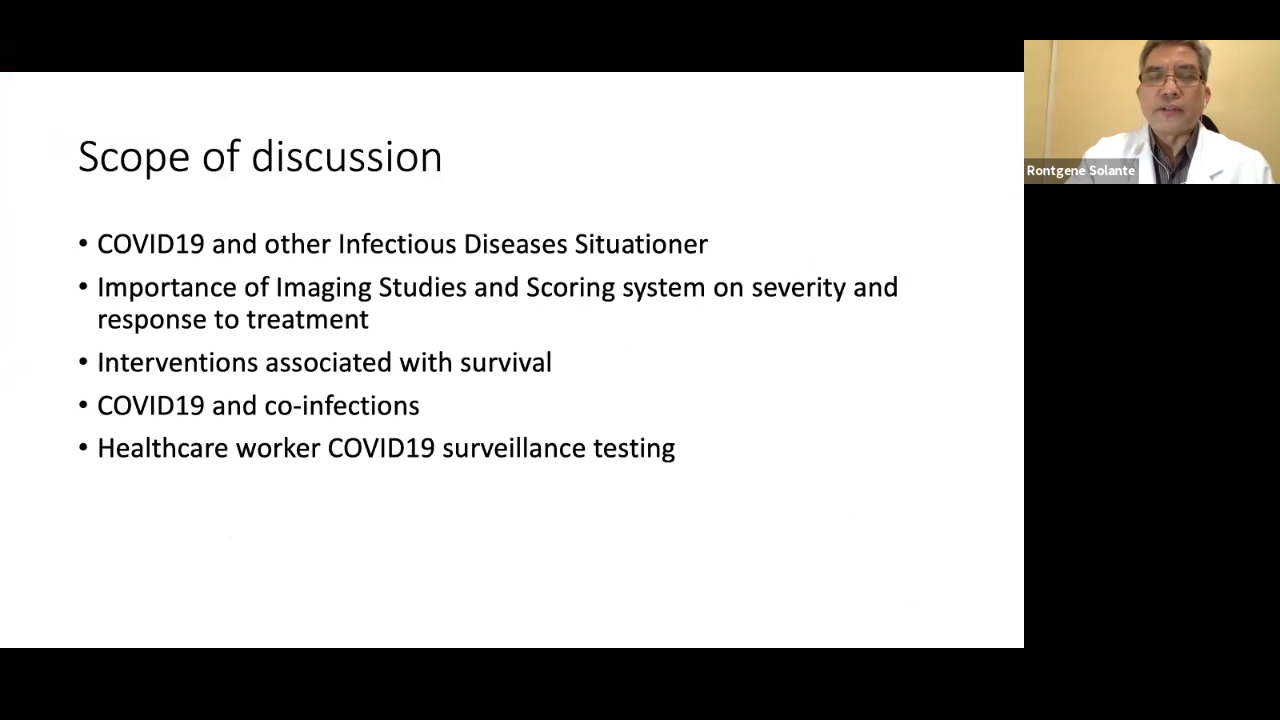 Scope of discussion
• COVID19 and other Infectious Diseases Situationer
• Importance of Imaging Studies and Scoring system on severity and
response to treatment
• Interventions associated with survival
• COVID19 and co-infections
• Healthcare worker COVID19 surveillance testing
Rontgene Solante